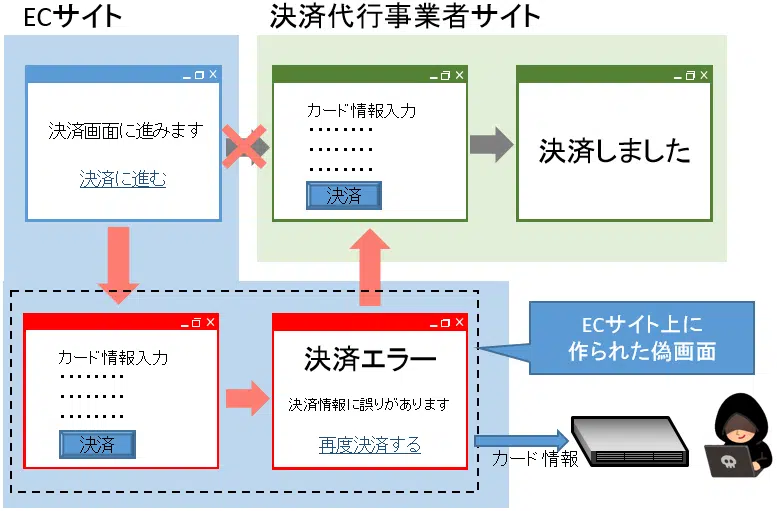 ECサイト
決済代行事業者サイト
決済画面に進みます
決済に進む
カード情報入力
決済
決済しました
カード情報入力
決済
決済エラー
決済情報に誤りがあります
再度決済する
ECサイト上に
作られた偽画面
カード情報